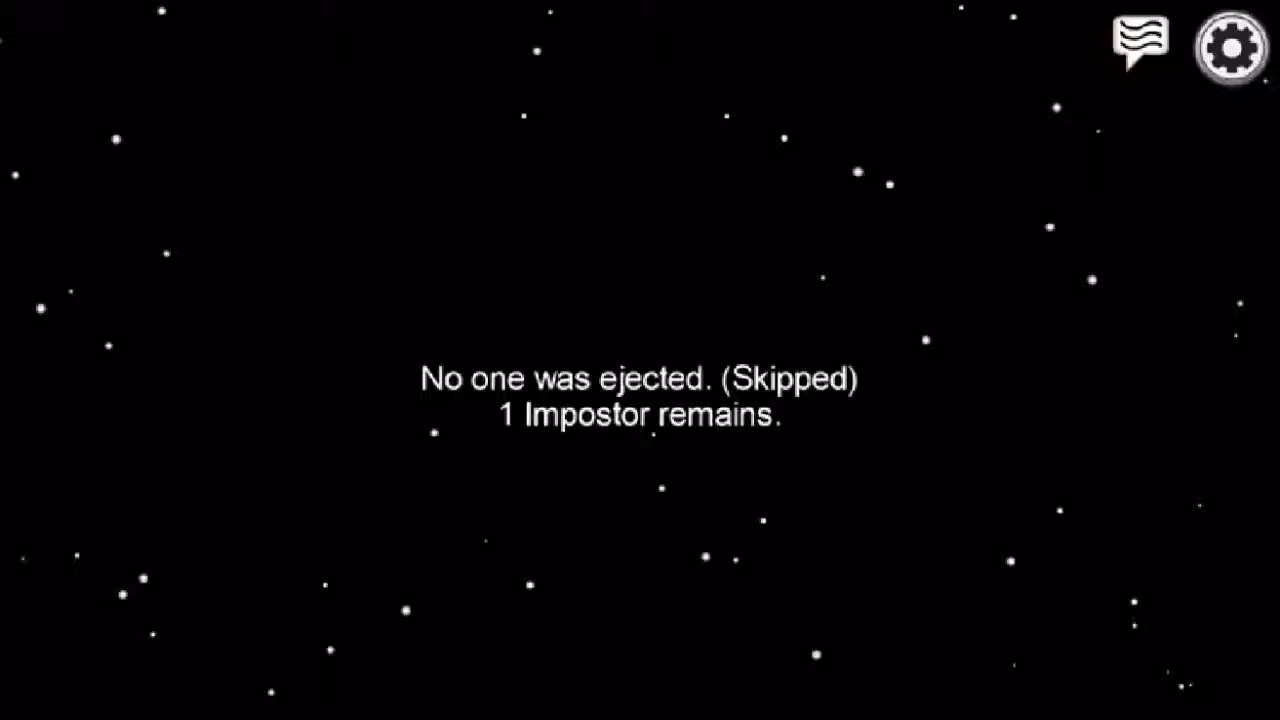 No one was ejected. (Skipped)
1 Impostor remains.